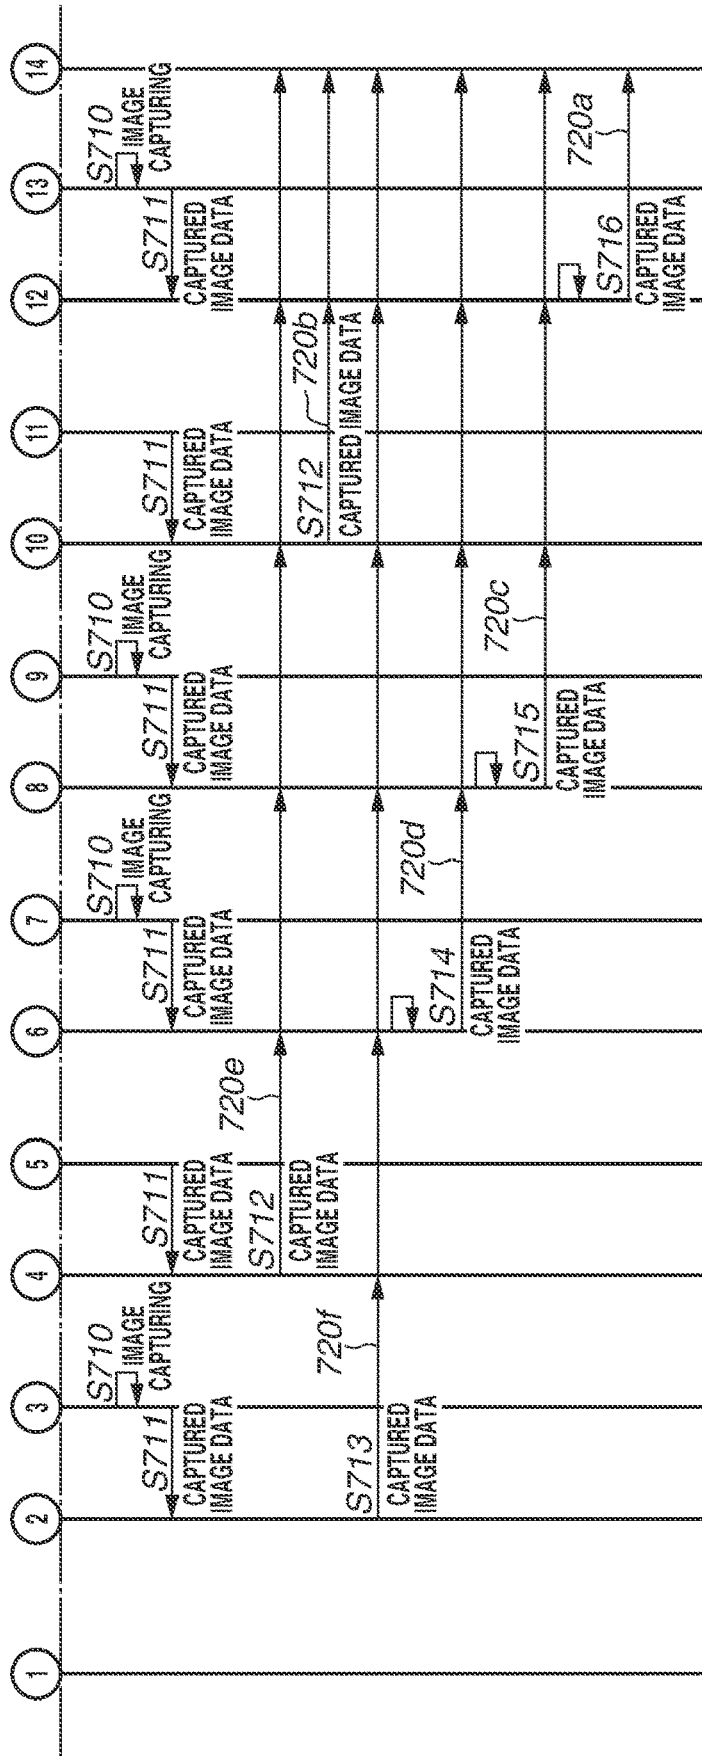 1
2
3
4
5
6
7
8
9
10
11
12
13
14
S710
IMAGE
CAPTURING
S710
IMAGE
CAPTURING
S710
IMAGE
CAPTURING
S710
IMAGE
CAPTURING
S711
CAPTURED
IMAGE DATA
S711
CAPTURED
IMAGE DATA
S711
CAPTURED
IMAGE DATA
S711
CAPTURED
IMAGE DATA
S711
CAPTURED
IMAGE DATA
S711
CAPTURED
IMAGE DATA
720e
S712
CAPTURED
IMAGE DATA
720b
S712
CAPTURED IMAGE DATA
720f
S713
CAPTURED
IMAGE DATA
720d
S714
CAPTURED
IMAGE DATA
720c
S715
CAPTURED
IMAGE DATA
720a
S716
CAPTURED
IMAGE DATA